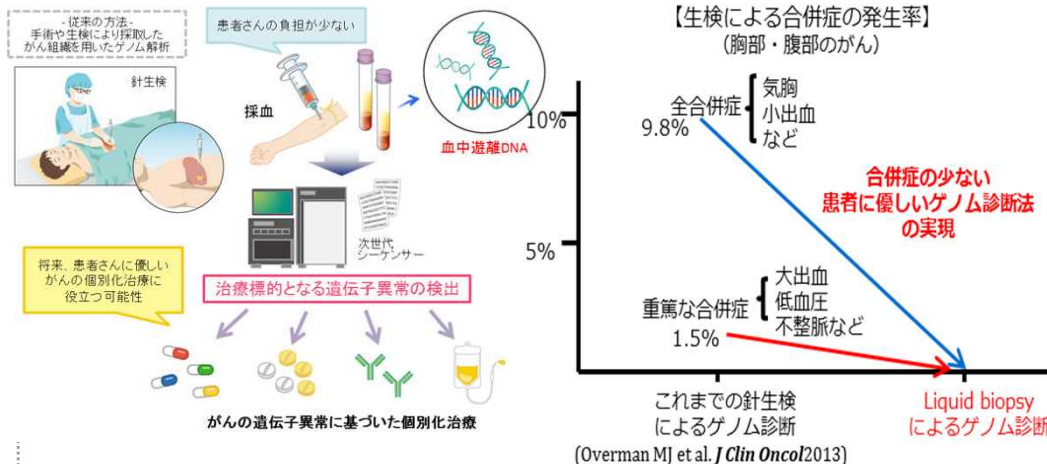 - 従来の方法 -
手術や生検により採取した
がん組織を用いたゲノム解析
針生検
患者さんの負担が少ない
採血
血中遊離DNA
次世代
シーケンサー
将来、患者さんに優しい
がんの個別化治療に
役立つ可能性
治療標的となる遺伝子異常の検出
がんの遺伝子異常に基づいた個別化治療
【生検による合併症の発生率】
(胸部・腹部のがん)
10%
5%
全合併症
9.8%
気胸
小出血
など
合併症の少ない
患者に優しいゲノム診断法
の実現
重篤な合併症
1.5%
大出血
低血圧
不整脈など
これまでの針生検
によるゲノム診断
Liquid biopsy
によるゲノム診断
(Overman MJ et al. J Clin Oncol2013)